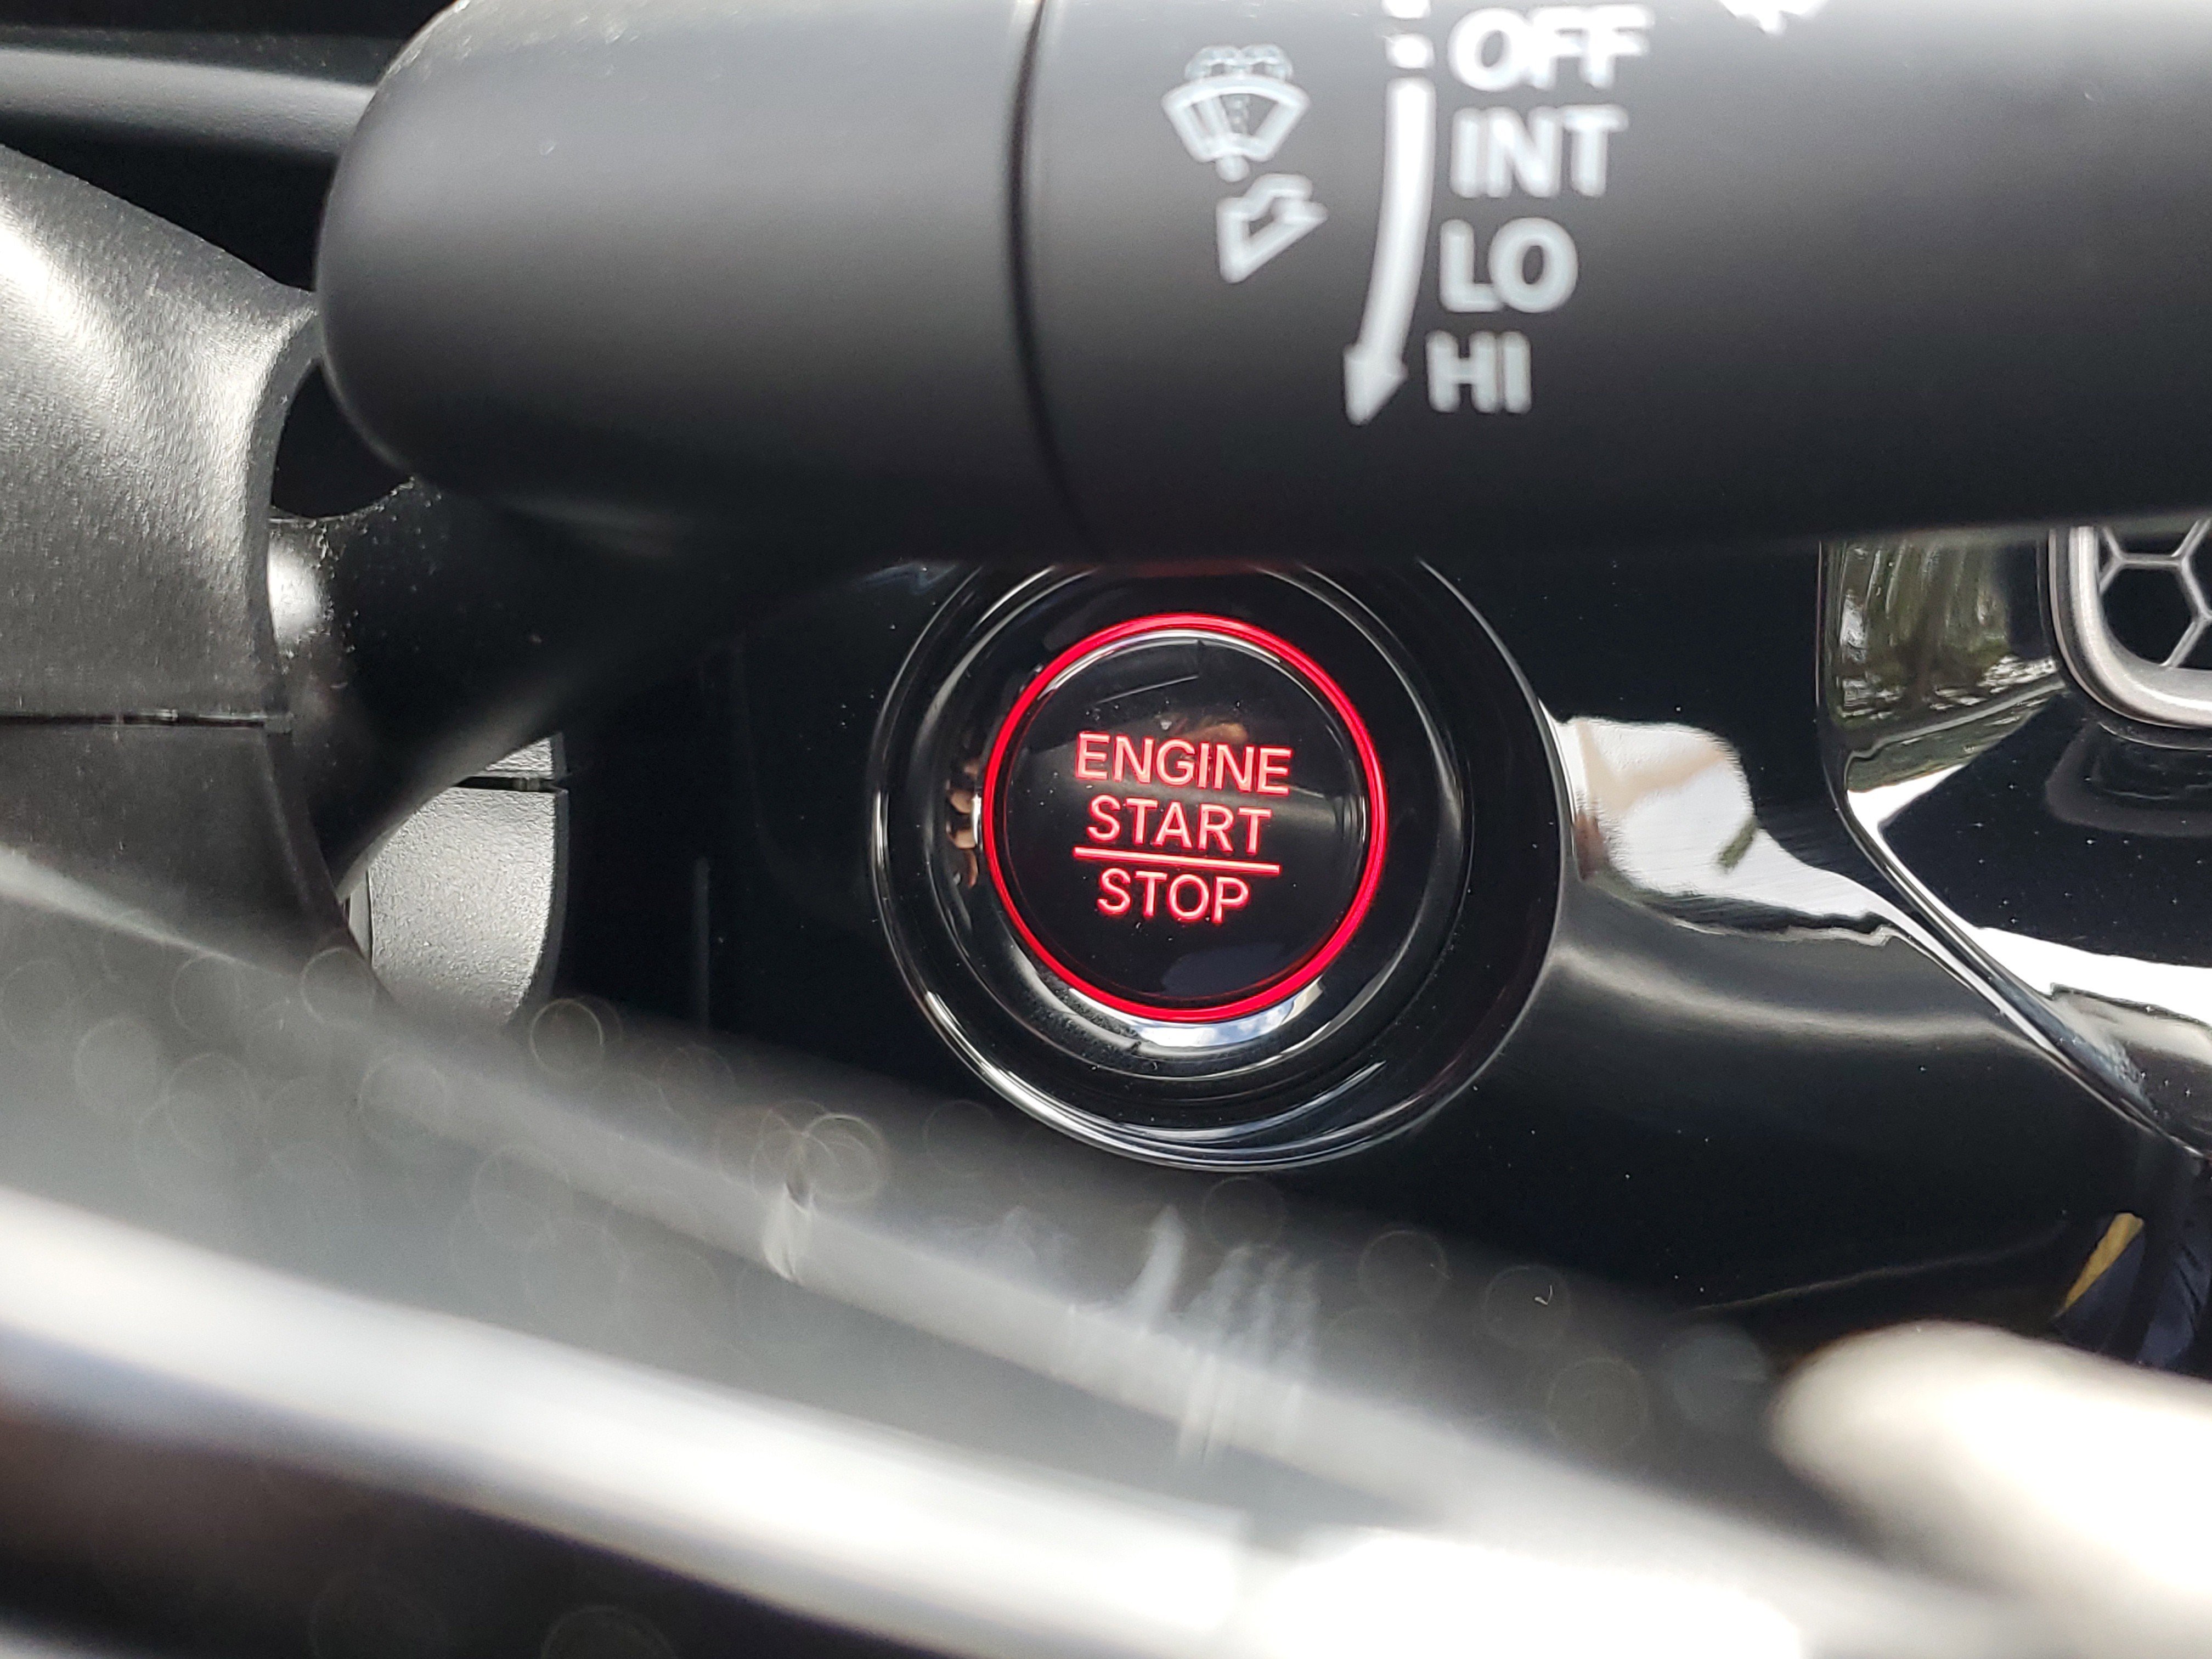 OFF
INT
LO
HI
ENGINE
START
STOP